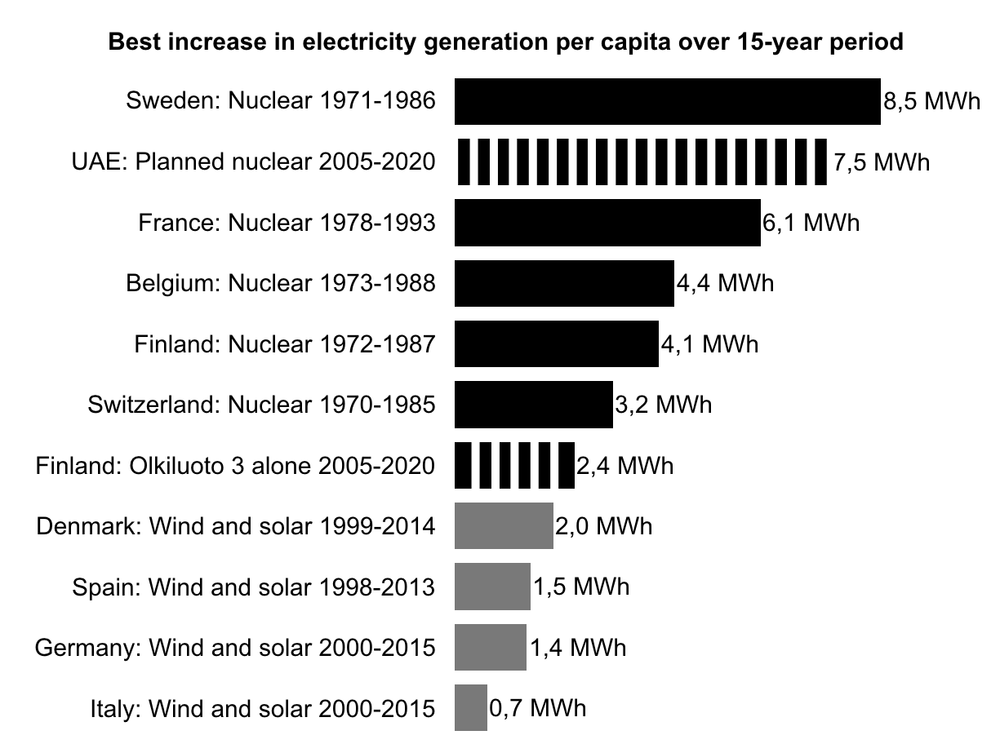 Best increase in electricity generation per capita over 15-year period
Sweden: Nuclear 1971-1986 8,5 MWh
UAE: Planned nuclear 2005-2020 7,5 MWh
France: Nuclear 1978-1993 6,1 MWh
Belgium: Nuclear 1973-1988 4,4 MWh
Finland: Nuclear 1972-1987 4,1 MWh
Switzerland: Nuclear 1970-1985 3,2 MWh
Finland: Olkiluoto 3 alone 2005-2020 2,4 MWh
Denmark: Wind and solar 1999-2014 2,0 MWh
Spain: Wind and solar 1998-2013 1,5 MWh
Germany: Wind and solar 2000-2015 1,4 MWh
Italy: Wind and solar 2000-2015 0,7 MWh